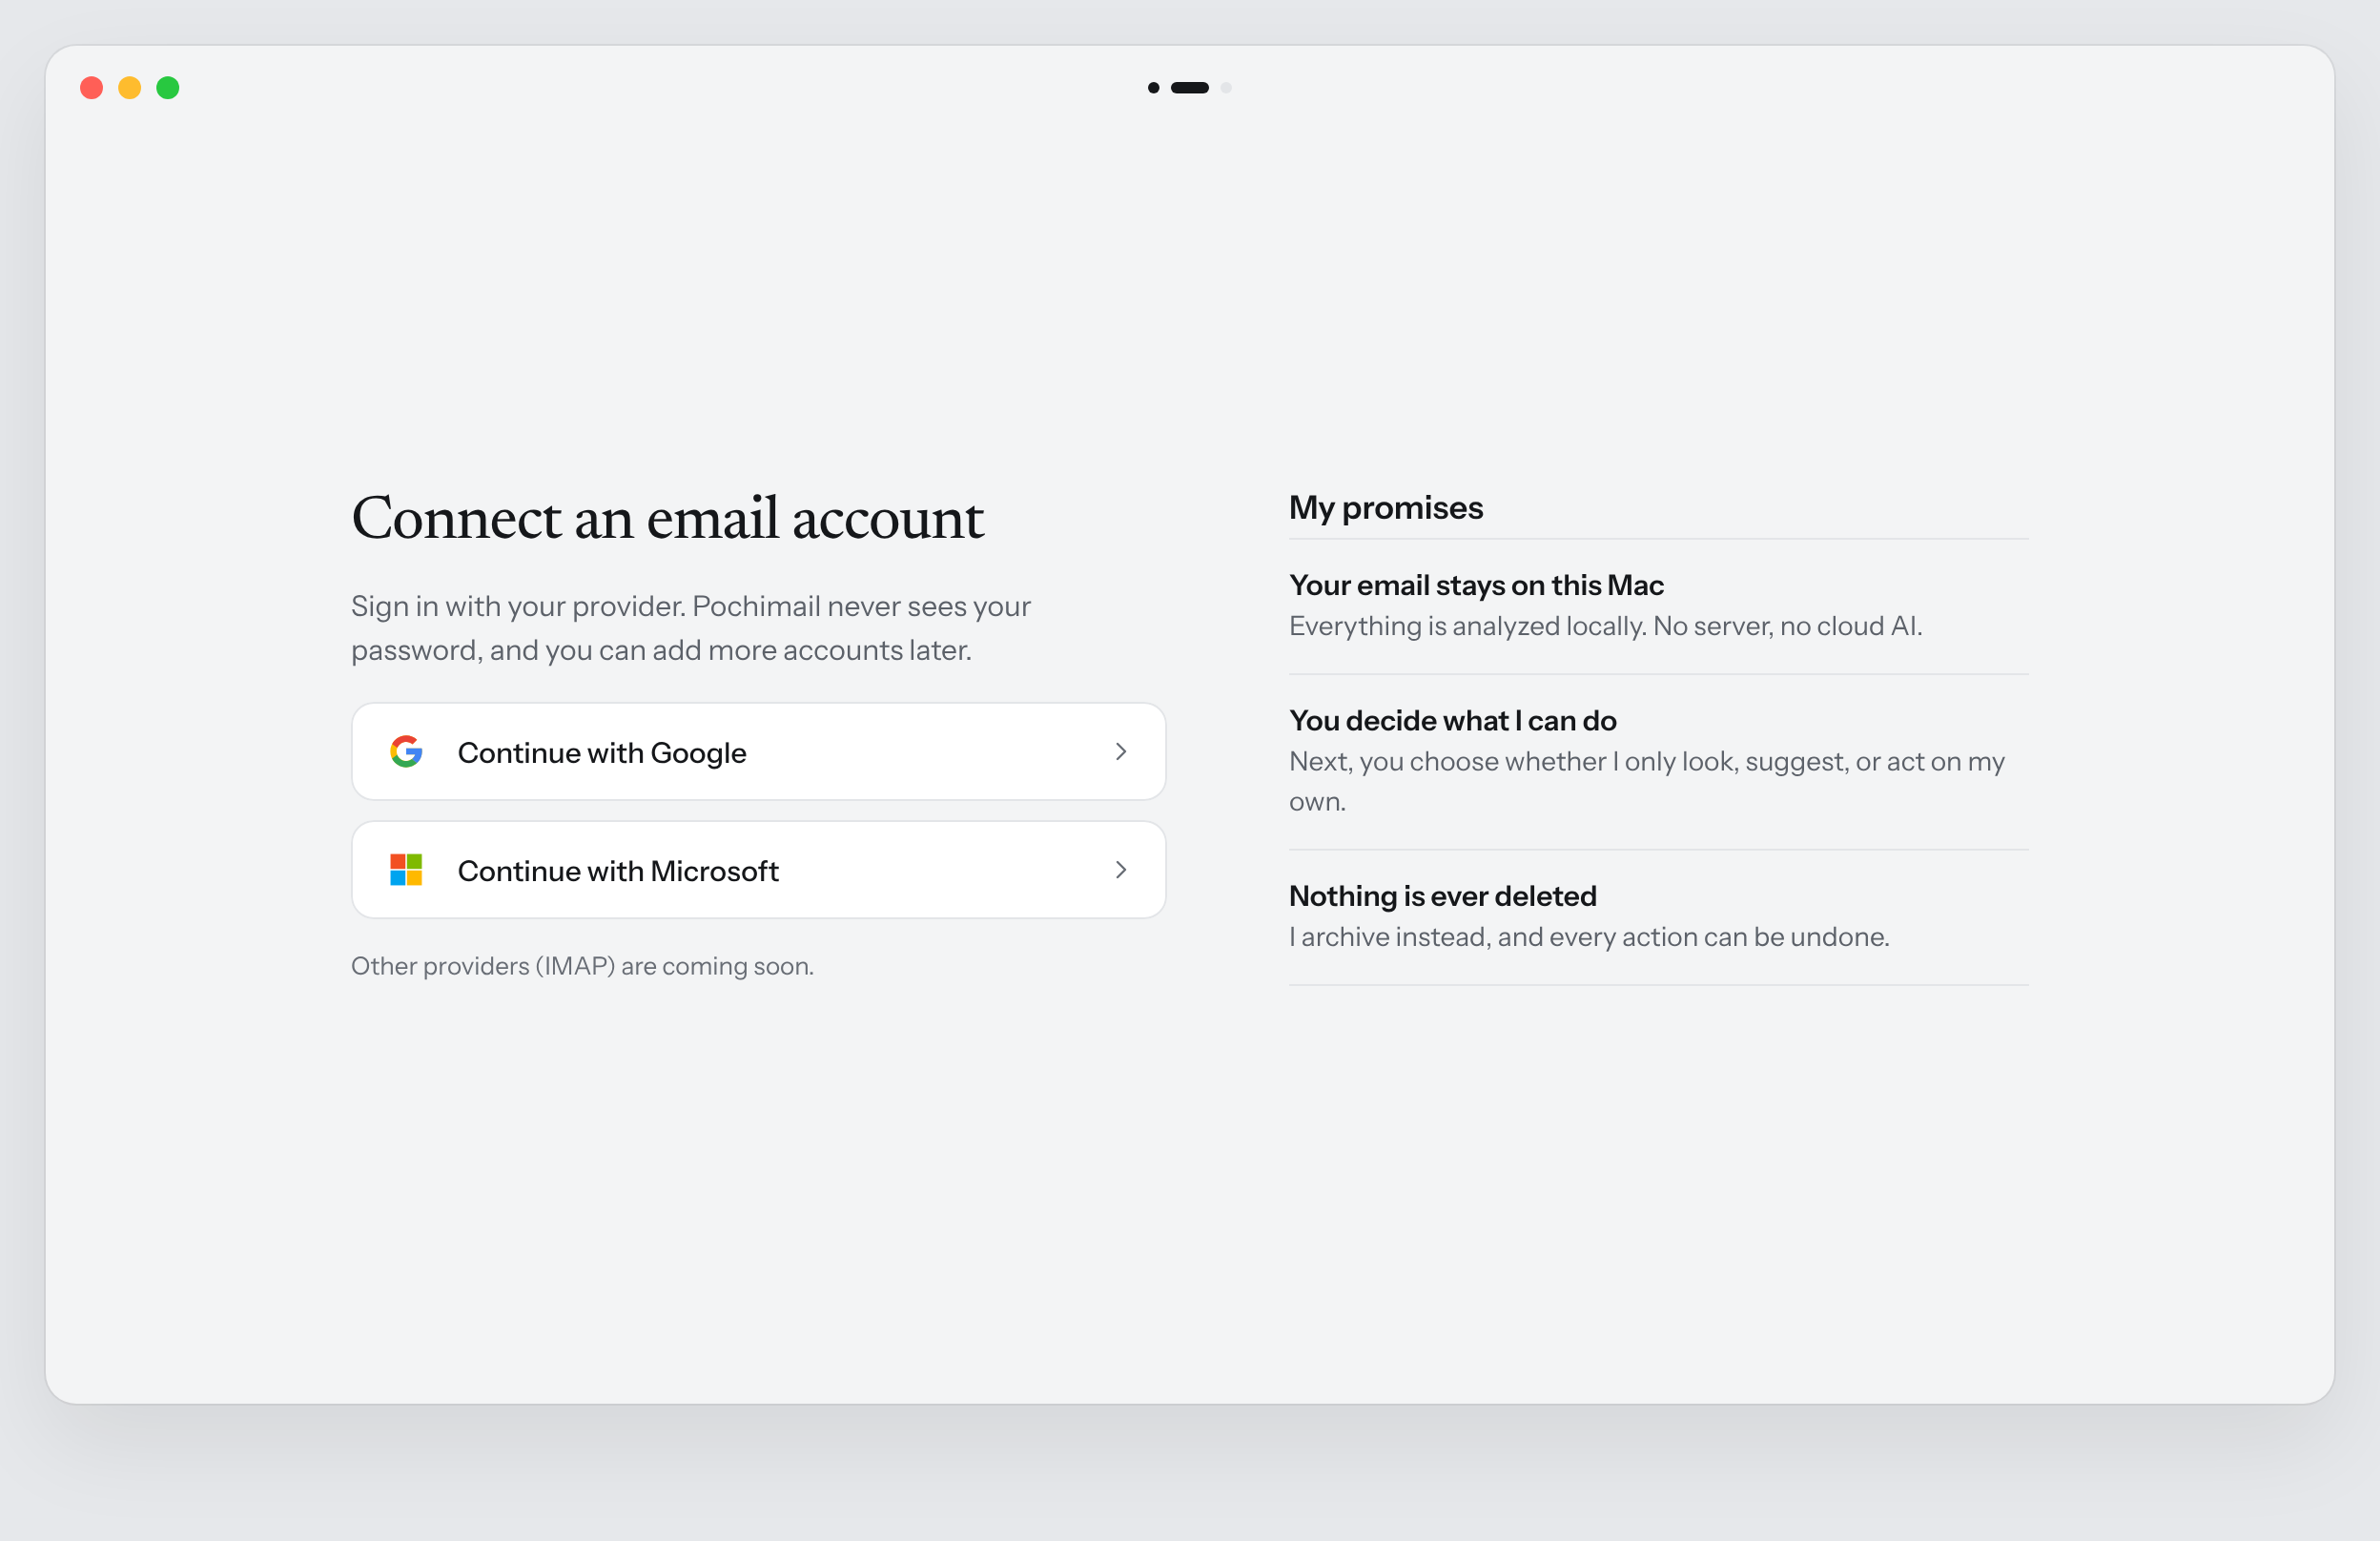 Connect an email account
Sign in with your provider. Pochimail never sees your
password, and you can add more accounts later.
Continue with Google
Continue with Microsoft
Other providers (IMAP) are coming soon.
My promises
Your email stays on this Mac
Everything is analyzed locally. No server, no cloud AI.
You decide what I can do
Next, you choose whether I only look, suggest, or act on my
own.
Nothing is ever deleted
I archive instead, and every action can be undone.